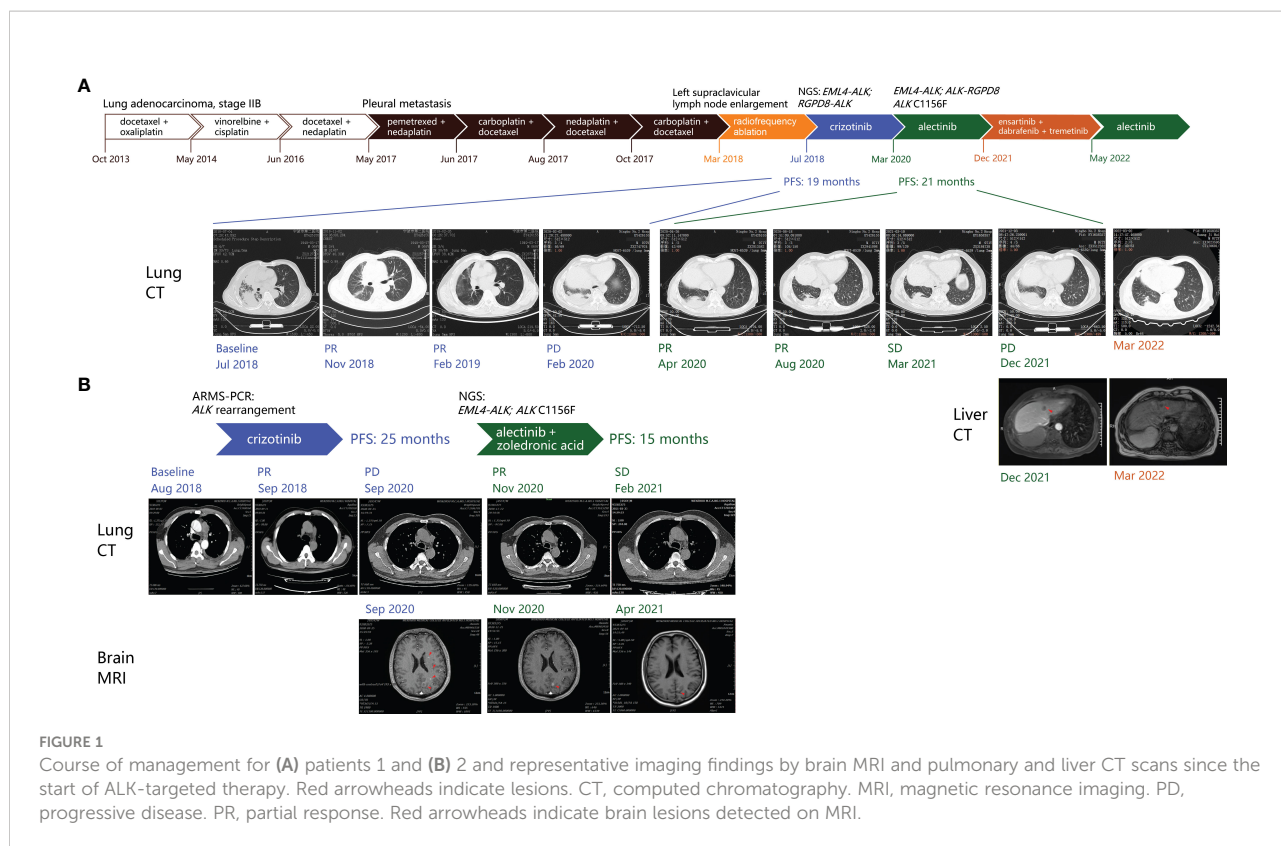 A
Lung adenocarcinoma, stage IIB
Pleural metastasis
Left supraclavicular
lymph node enlargement
NGS: EML4-ALK;
RGPD8-ALK
EML4-ALK; ALK-RGPD8
ALK C1156F
docetaxel +
oxaliplatin
vinorelbine +
cisplatin
docetaxel +
nedaplatin
pemetrexed +
nedaplatin
carboplatin +
docetaxel
nedaplatin +
docetaxel
carboplatin +
docetaxel
radiofrequency
ablation
crizotinib
alectinib
ensartinib +
dabrafenib + tremetinib
alectinib
Oct 2013
May 2014
Jun 2016
May 2017
Jun 2017
Aug 2017
Oct 2017
Mar 2018
Jul 2018
Mar 2020
Dec 2021
May 2022
PFS: 19 months
PFS: 21 months
Lung
CT
Baseline
Jul 2018
PR
Nov 2018
PR
Feb 2019
PD
Feb 2020
PR
Apr 2020
PR
Aug 2020
SD
Mar 2021
PD
Dec 2021
Mar 2022
Liver
CT
Dec 2021
Mar 2022
B
ARMS-PCR:
ALK rearrangement
NGS:
EML4-ALK; ALK C1156F
crizotinib
PFS: 25 months
alectinib +
zoledronic acid
PFS: 15 months
Baseline
Aug 2018
PR
Sep 2018
PD
Sep 2020
PR
Nov 2020
SD
Feb 2021
Lung
CT
Sep 2020
Nov 2020
Apr 2021
Brain
MRI
FIGURE 1
Course of management for (A) patients 1 and (B) 2 and representative imaging findings by brain MRI and pulmonary and liver CT scans since the
start of ALK-targeted therapy. Red arrowheads indicate lesions. CT, computed chromatography. MRI, magnetic resonance imaging. PD,
progressive disease. PR, partial response. Red arrowheads indicate brain lesions detected on MRI.